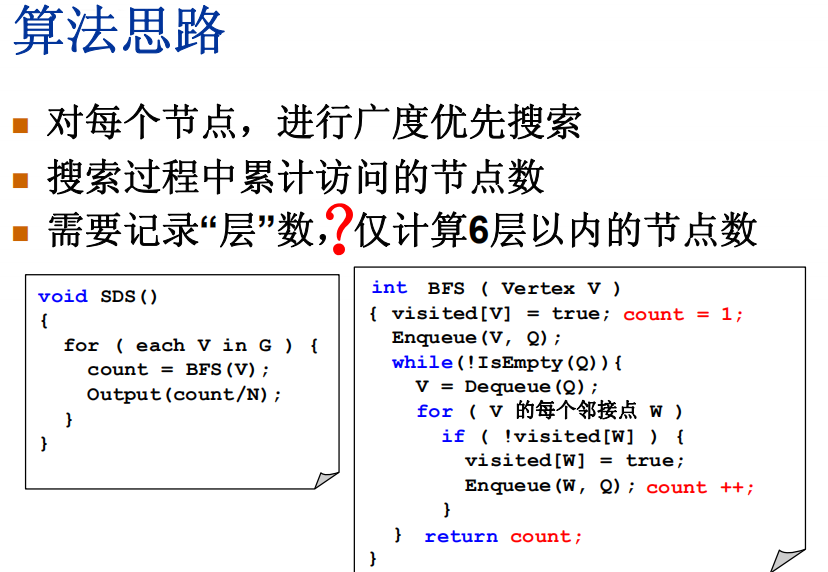 算法思路
对每个节点，进行广度优先搜索
搜索过程中累计访问的节点数
需要记录“层”数，?仅计算6层以内的节点数
void SDS()
{
for ( each V in G ) {
count = BFS(V);
Output(count/N);
}
}
int BFS ( Vertex V )
{ visited[V] = true; count = 1;
Enqueue(V, Q);
while(!IsEmpty(Q)){
V = Dequeue(Q);
for ( V 的每个邻接点 W )
if ( !visited[W] ) {
visited[W] = true;
Enqueue(W, Q); count ++;
}
} return count;
}